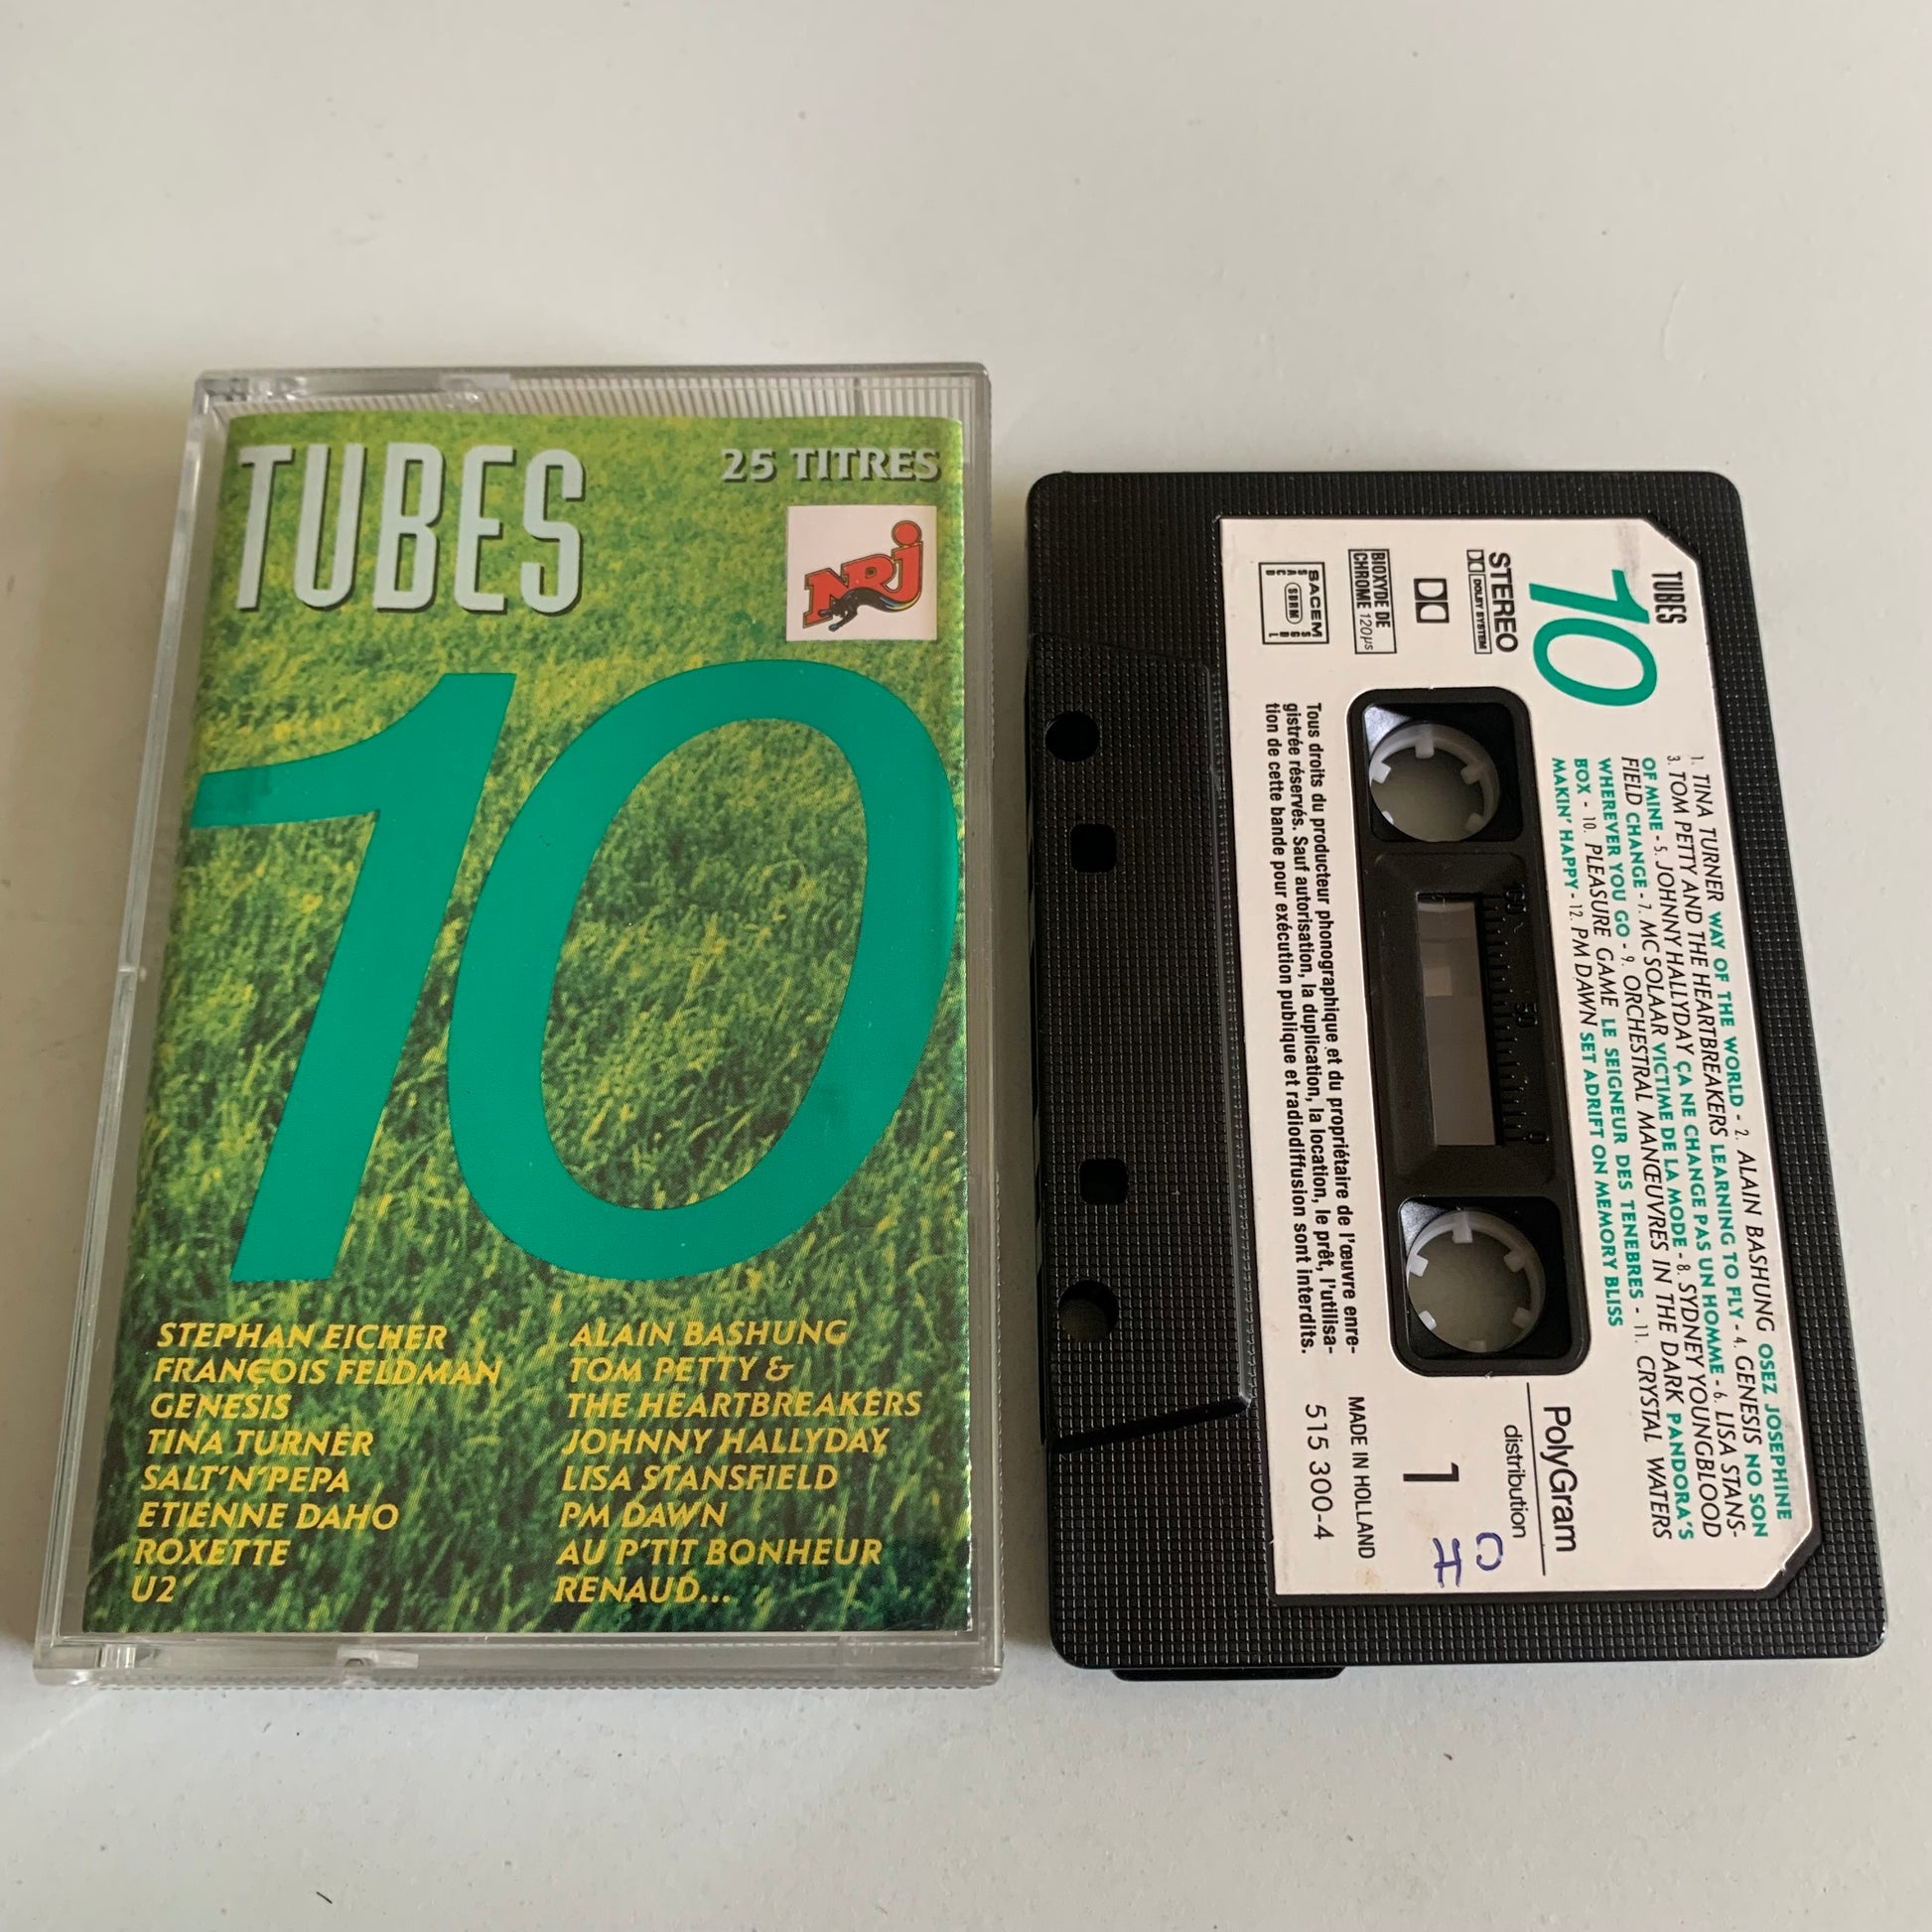 TUBES
25 TITRES
NRJ
10
STEPHAN EICHER
FRANÇOIS FELDMAN
GENESIS
TINA TURNER
SALT'N'PEPA
ETIENNE DAHO
ROXETTE
U2
ALAIN BASHUNG
TOM PETTY &
THE HEARTBREAKERS
JOHNNY HALLYDAY
LISA STANSFIELD
PM DAWN
AU P'TIT BONHEUR
RENAUD...
TUBES
10
1. TINA TURNER WAY OF THE WORLD - 2. ALAIN BASHUNG OSEZ JOSEPHINE
3. TOM PETTY AND THE HEARTBREAKERS LEARNING TO FLY - 4. GENESIS NO SON
OF MINE - 5. JOHNNY HALLYDAY ÇA NE CHANGE PAS UN HOMME - 6. LISA STANS-
FIELD CHANGE - 7. MC SOLAAR VICTIME DE LA MODE - 8. SYDNEY YOUNGBLOOD
WHEREVER YOU GO - 9. ORCHESTRAL MANŒUVRES IN THE DARK PANDORA'S
BOX - 10. PLEASURE GAME LE SEIGNEUR DES TENEBRES - 11. CRYSTAL WATERS
MAKIN' HAPPY - 12. PM DAWN SET ADRIFT ON MEMORY BLISS
STEREO
DOLBY SYSTEM
BIOXYDE DE
CHROME 120µs
SACEM
SDRM
SACD
SGDL
100
50
0
PolyGram
distribution
1
MADE IN HOLLAND
515 300-4
Tous droits du producteur phonographique et du propriétaire de l'œuvre enre-
gistrée réservés. Sauf autorisation, la duplication, la location, le prêt, l'utilisa-
tion de cette bande pour exécution publique et radiodiffusion sont interdits.